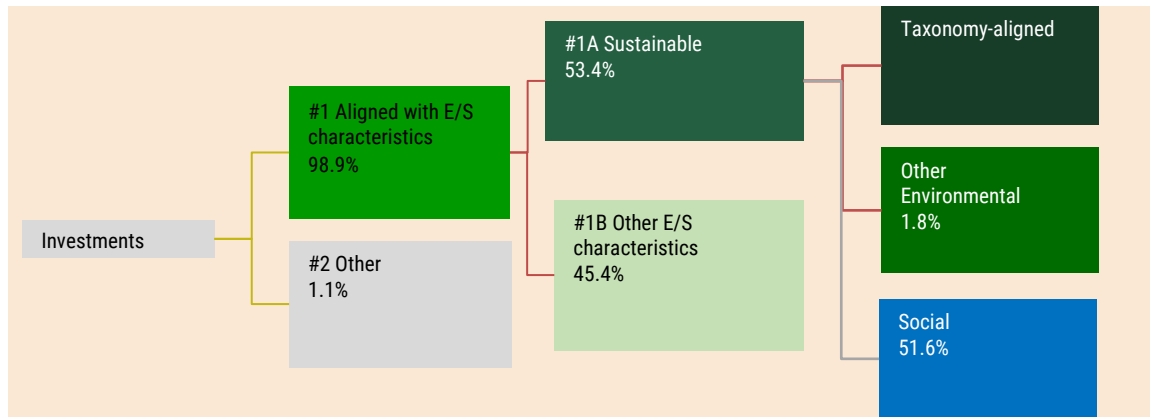 Investments
#1 Aligned with E/S
characteristics
98.9%
#2 Other
1.1%
#1A Sustainable
53.4%
#1B Other E/S
characteristics
45.4%
Taxonomy-aligned
Other
Environmental
1.8%
Social
51.6%